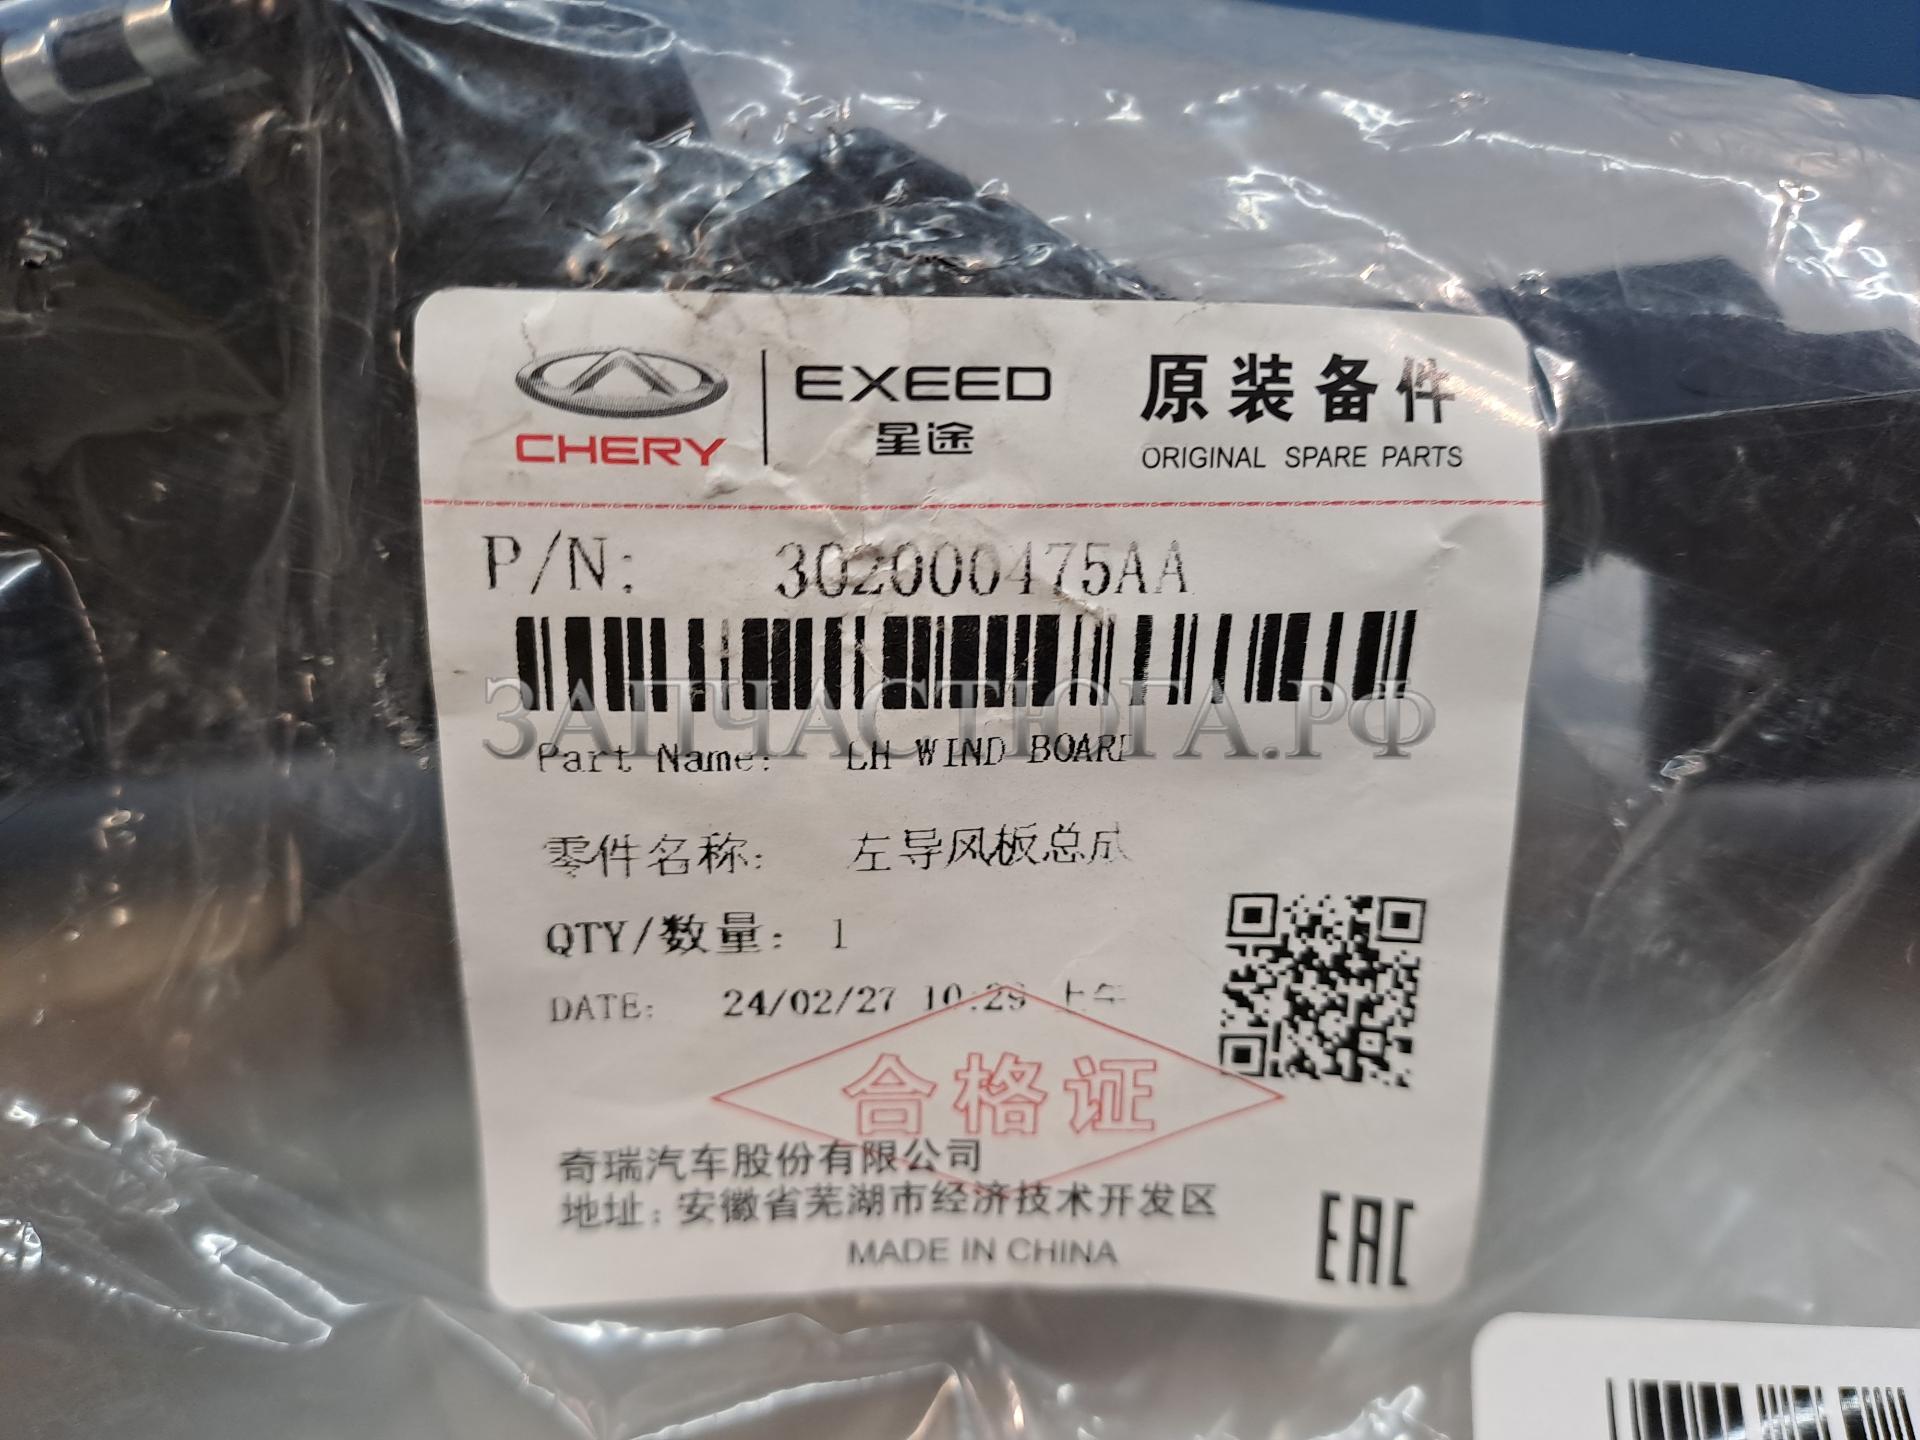 CHERY
EXEED
星途
原装备件
ORIGINAL SPARE PARTS
P/N: 302000475AA
ЗАПЧАСТЮГА.РФ
Part Name: LH WIND BOARD
零件名称: 左导风板总成
QTY/数量: 1
DATE: 24/02/27 10:29 上午
合格证
奇瑞汽车股份有限公司
地址：安徽省芜湖市经济技术开发区
MADE IN CHINA
EAC